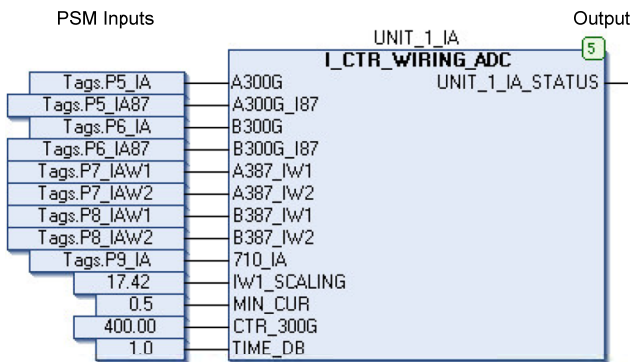 PSM Inputs
Output
UNIT_1_IA
5
I_CTR_WIRING_ADC
Tags.P5_IA A300G UNIT_1_IA_STATUS
Tags.P5_IA87 A300G_I87
Tags.P6_IA B300G
Tags.P6_IA87 B300G_I87
Tags.P7_IAW1 A387_IW1
Tags.P7_IAW2 A387_IW2
Tags.P8_IAW1 B387_IW1
Tags.P8_IAW2 B387_IW2
Tags.P9_IA 710_IA
17.42 IW1_SCALING
0.5 MIN_CUR
400.00 CTR_300G
1.0 TIME_DB